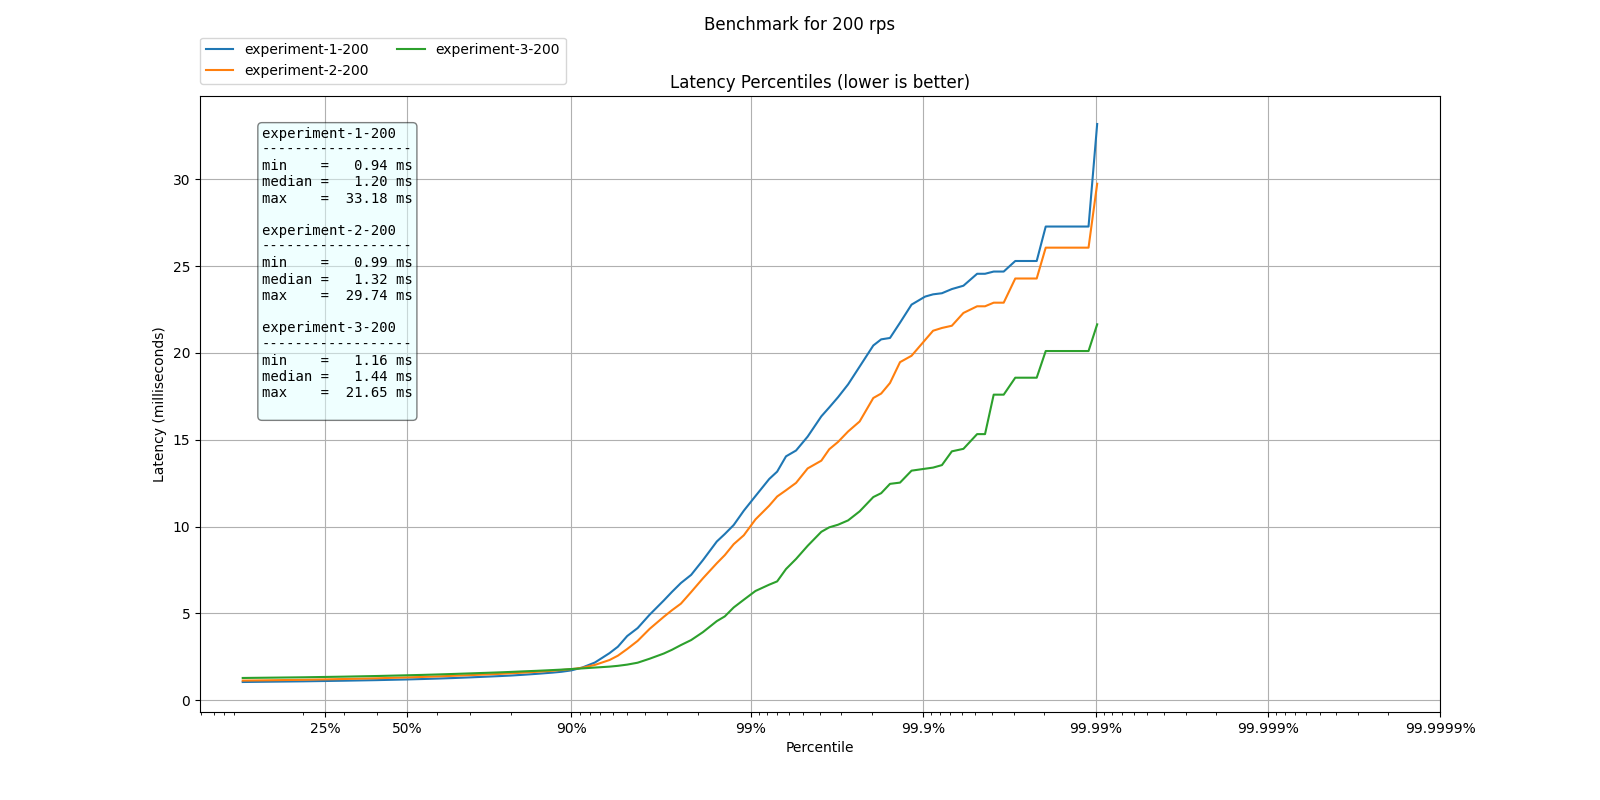 Benchmark for 200 rps
experiment-1-200
experiment-2-200
experiment-3-200
Latency Percentiles (lower is better)
experiment-1-200
------------------
min    =   0.94 ms
median =   1.20 ms
max    =  33.18 ms
experiment-2-200
------------------
min    =   0.99 ms
median =   1.32 ms
max    =  29.74 ms
experiment-3-200
------------------
min    =   1.16 ms
median =   1.44 ms
max    =  21.65 ms
Latency (milliseconds)
30
25
20
15
10
5
0
25% 50% 90% 99% 99.9% 99.99% 99.999% 99.9999%
Percentile